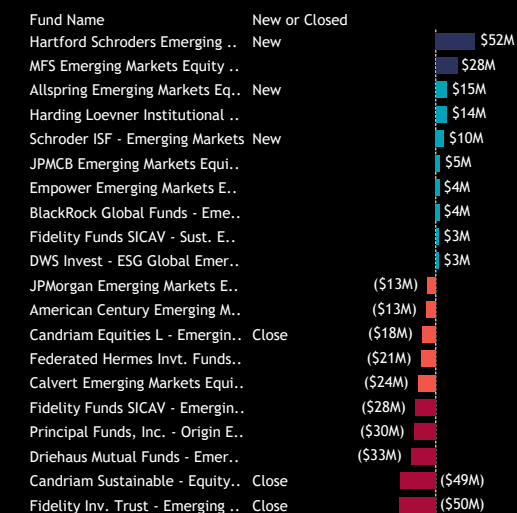 Fund Name New or Closed
Hartford Schroders Emerging .. New $52M
MFS Emerging Markets Equity .. $28M
Allspring Emerging Markets Eq.. New $15M
Harding Loevner Institutional .. $14M
Schroder ISF - Emerging Markets New $10M
JPMCB Emerging Markets Equi.. $5M
Empower Emerging Markets E.. $4M
BlackRock Global Funds - Eme.. $4M
Fidelity Funds SICAV - Sust. E.. $3M
DWS Invest - ESG Global Emer.. $3M
JPMorgan Emerging Markets E.. ($13M)
American Century Emerging M.. ($13M)
Candriam Equities L - Emergin.. Close ($18M)
Federated Hermes Invt. Funds.. ($21M)
Calvert Emerging Markets Equi.. ($24M)
Fidelity Funds SICAV - Emergin.. ($28M)
Principal Funds, Inc. - Origin E.. ($30M)
Driehaus Mutual Funds - Emer.. ($33M)
Candriam Sustainable - Equity.. Close ($49M)
Fidelity Inv. Trust - Emerging .. Close ($50M)